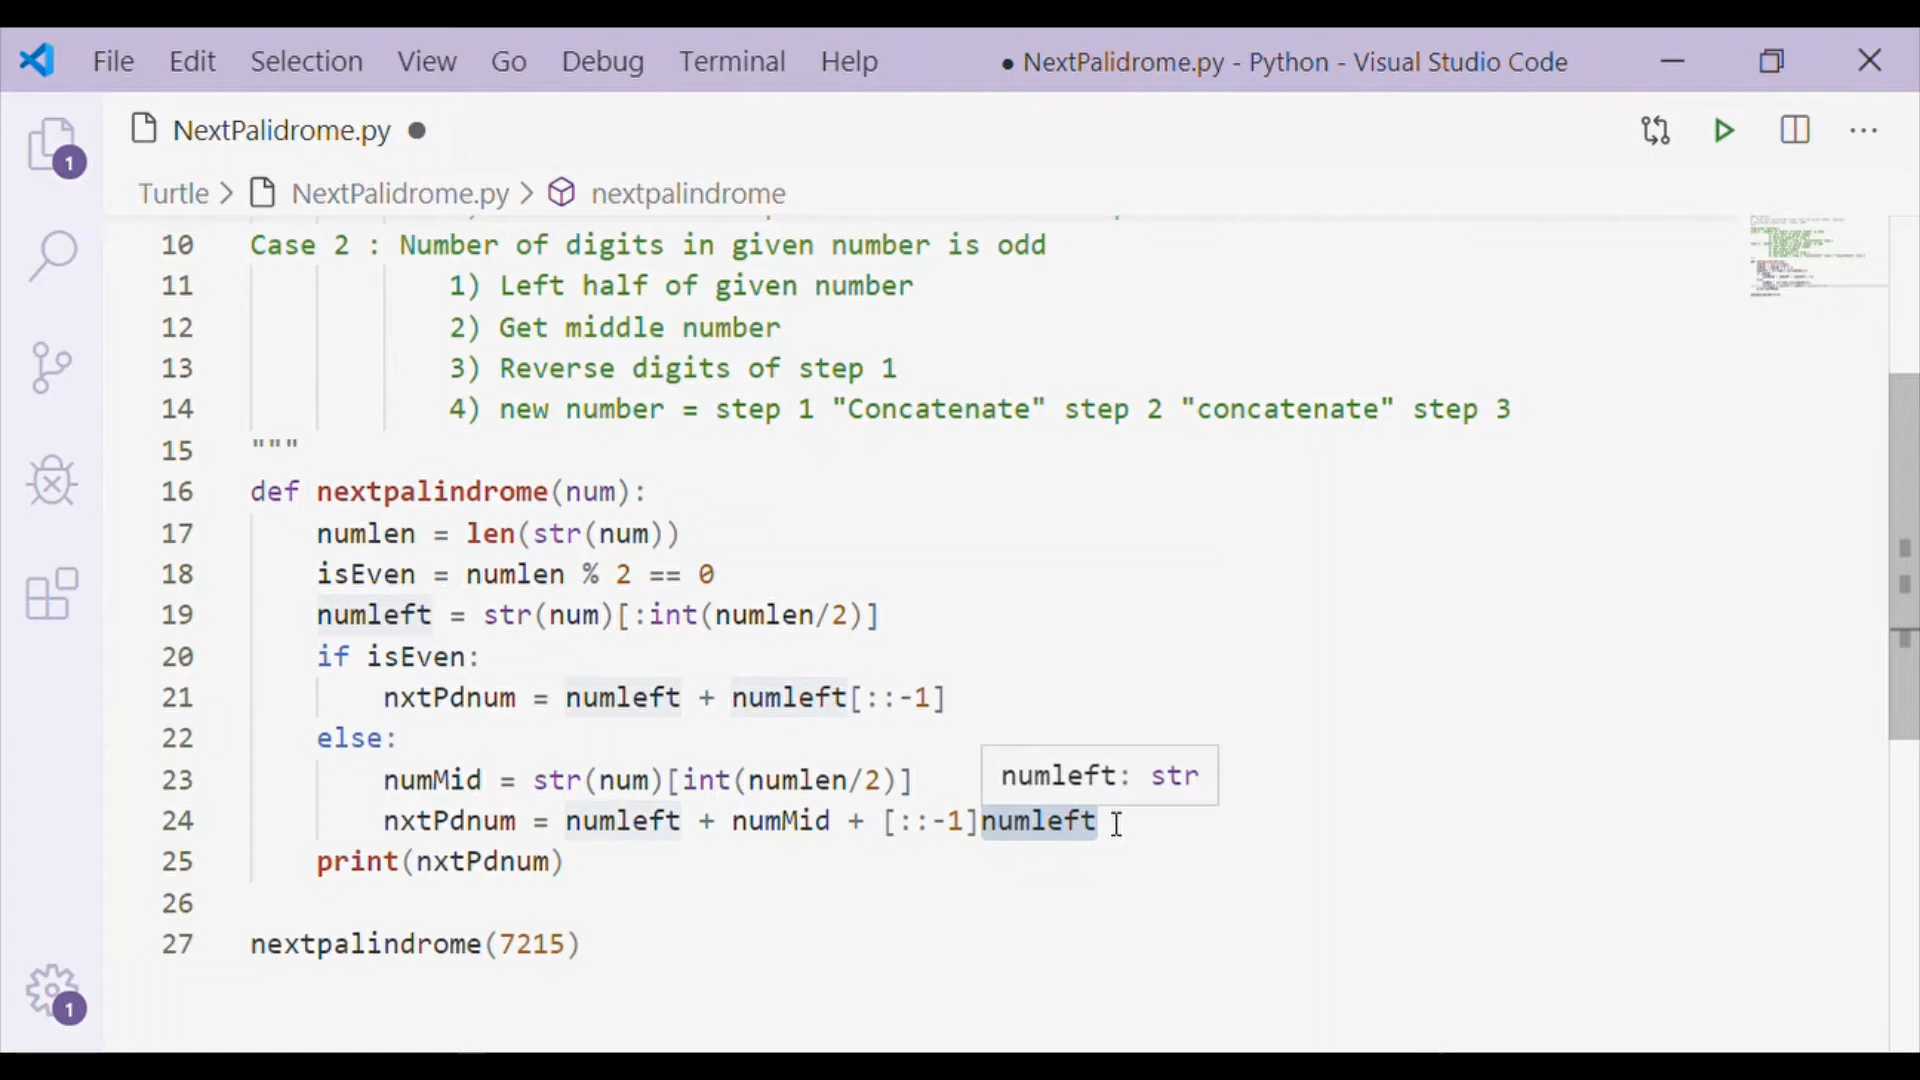 File Edit Selection View Go Debug Terminal Help ● NextPalidrome.py - Python - Visual Studio Code
NextPalidrome.py ●
Turtle > NextPalidrome.py > nextpalindrome
10 Case 2 : Number of digits in given number is odd
11 1) Left half of given number
12 2) Get middle number
13 3) Reverse digits of step 1
14 4) new number = step 1 "Concatenate" step 2 "concatenate" step 3
15 """
16 def nextpalindrome(num):
17 numlen = len(str(num))
18 isEven = numlen % 2 == 0
19 numleft = str(num)[:int(numlen/2)]
20 if isEven:
21 nxtPdnum = numleft + numleft[::-1]
22 else:
23 numMid = str(num)[int(numlen/2)]
numleft: str
24 nxtPdnum = numleft + numMid + [::-1]numleft
25 print(nxtPdnum)
26
27 nextpalindrome(7215)
1
1